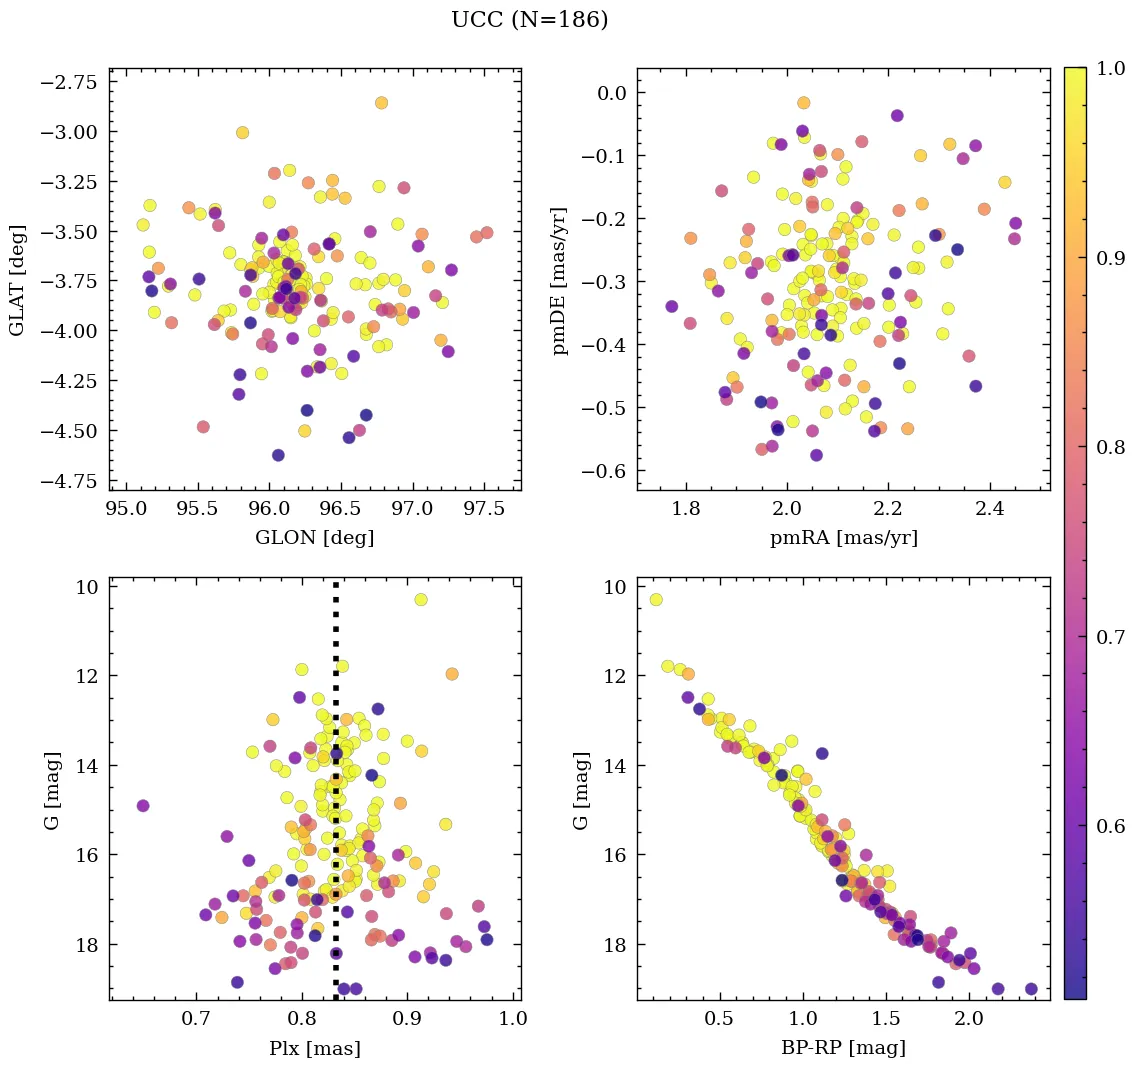 UCC (N=186)
−2.75
−3.00
−3.25
−3.50
−3.75
−4.00
−4.25
−4.50
−4.75
GLAT [deg]
95.0 95.5 96.0 96.5 97.0 97.5
GLON [deg]
0.0
−0.1
−0.2
−0.3
−0.4
−0.5
−0.6
pmDE [mas/yr]
1.8 2.0 2.2 2.4
pmRA [mas/yr]
1.0
0.9
0.8
0.7
0.6
10
12
14
16
18
G [mag]
0.7 0.8 0.9 1.0
Plx [mas]
10
12
14
16
18
G [mag]
0.5 1.0 1.5 2.0
BP-RP [mag]